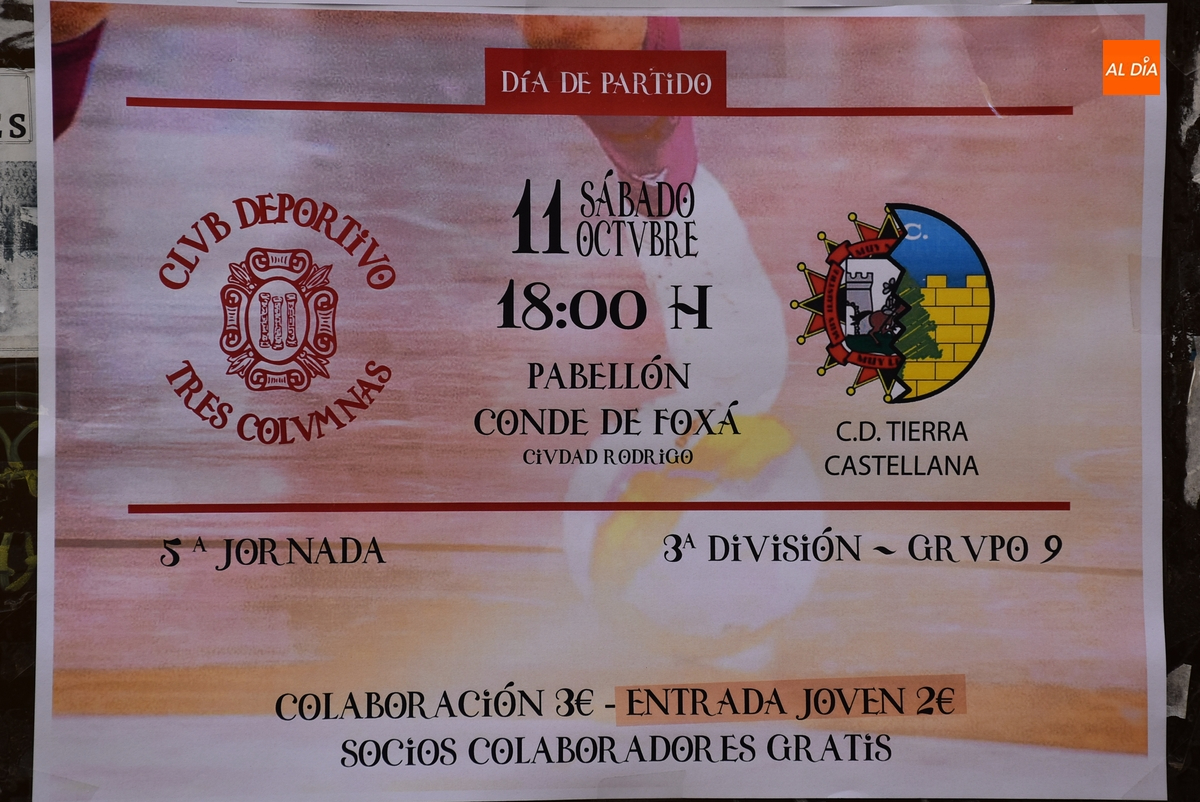 AL DÍA
ES
DÍA DE PARTIDO
CLVB DEPORTIVO
TRES COLVMNAS
11 SÁBADO
OCTVBRE
18:00 H
PABELLÓN
CONDE DE FOXÁ
CIVDAD RODRIGO
C.
C.D. TIERRA
CASTELLANA
5ª JORNADA
3ª DIVISIÓN ~ GRVPO 9
COLABORACIÓN 3€ - ENTRADA JOVEN 2€
SOCIOS COLABORADORES GRATIS